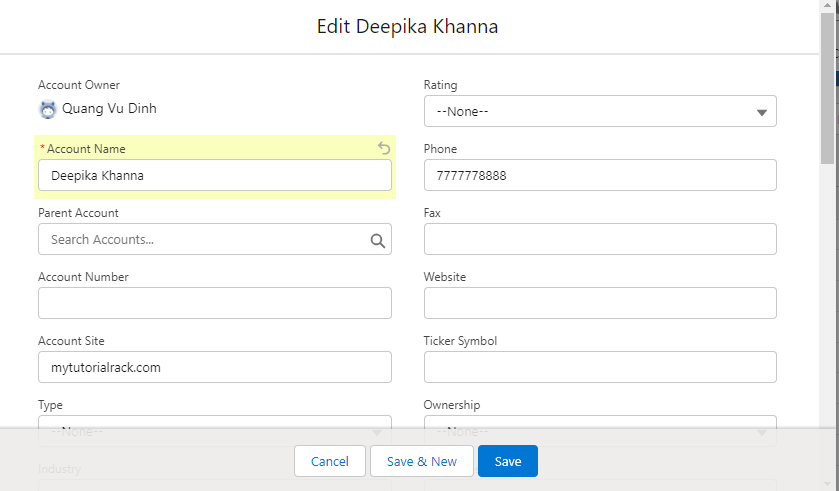 Edit Deepika Khanna
Account Owner
Quang Vu Dinh
Rating
--None--
*Account Name
Deepika Khanna
Phone
7777778888
Parent Account
Search Accounts...
Fax
Account Number
Website
Account Site
mytutorialrack.com
Ticker Symbol
Type
--None--
Ownership
--None--
Industry
Cancel
Save & New
Save